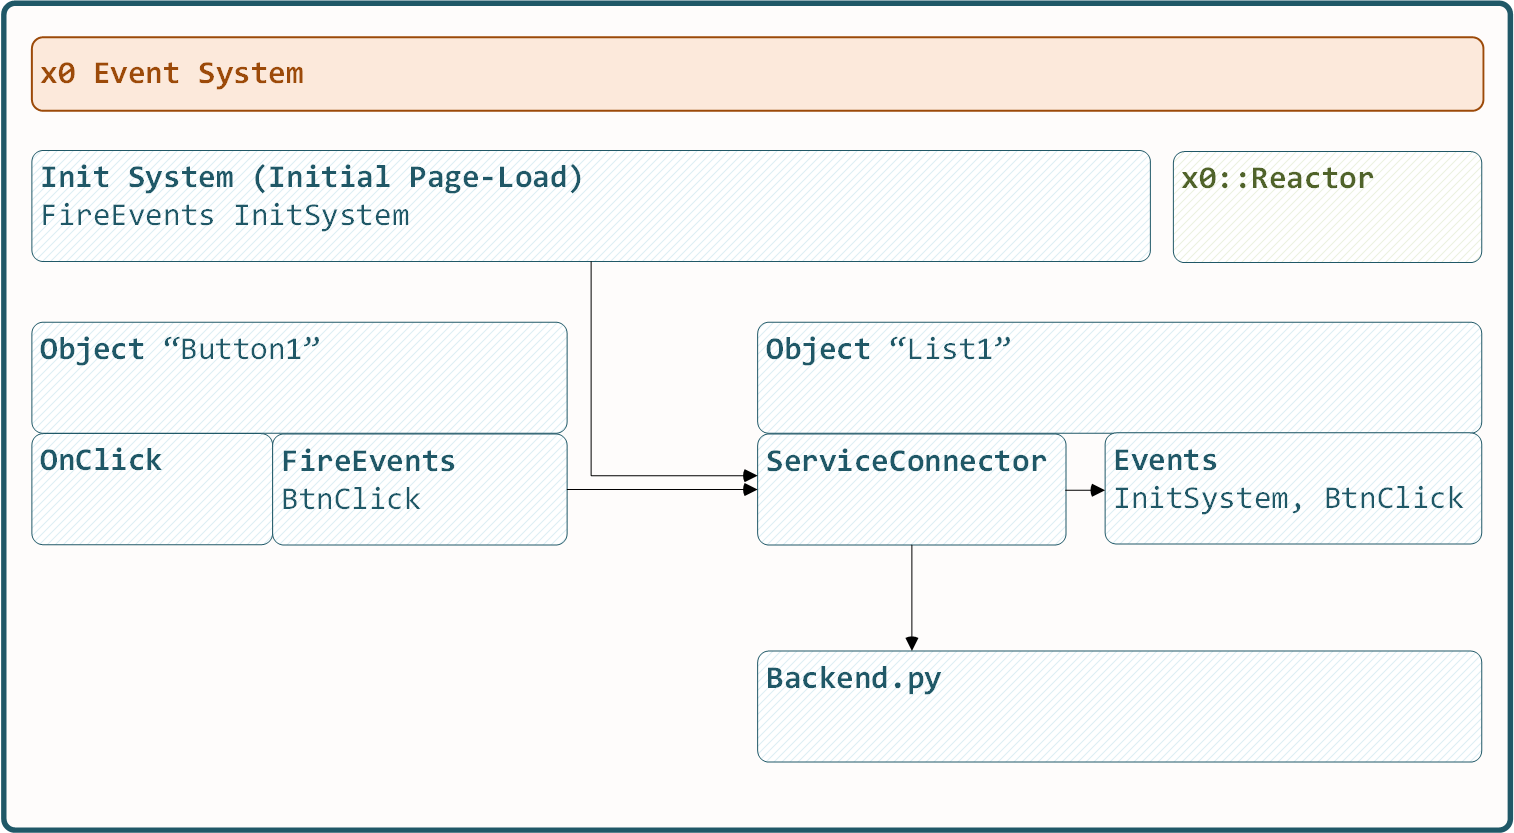 x0 Event System
Init System (Initial Page-Load)
FireEvents InitSystem
x0::Reactor
Object “Button1”
Object “List1”
OnClick
FireEvents
BtnClick
ServiceConnector
Events
InitSystem, BtnClick
Backend.py